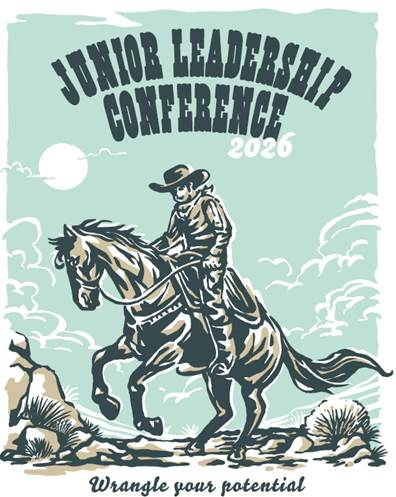 JUNIOR LEADERSHIP
CONFERENCE
2026
Wrangle your potential